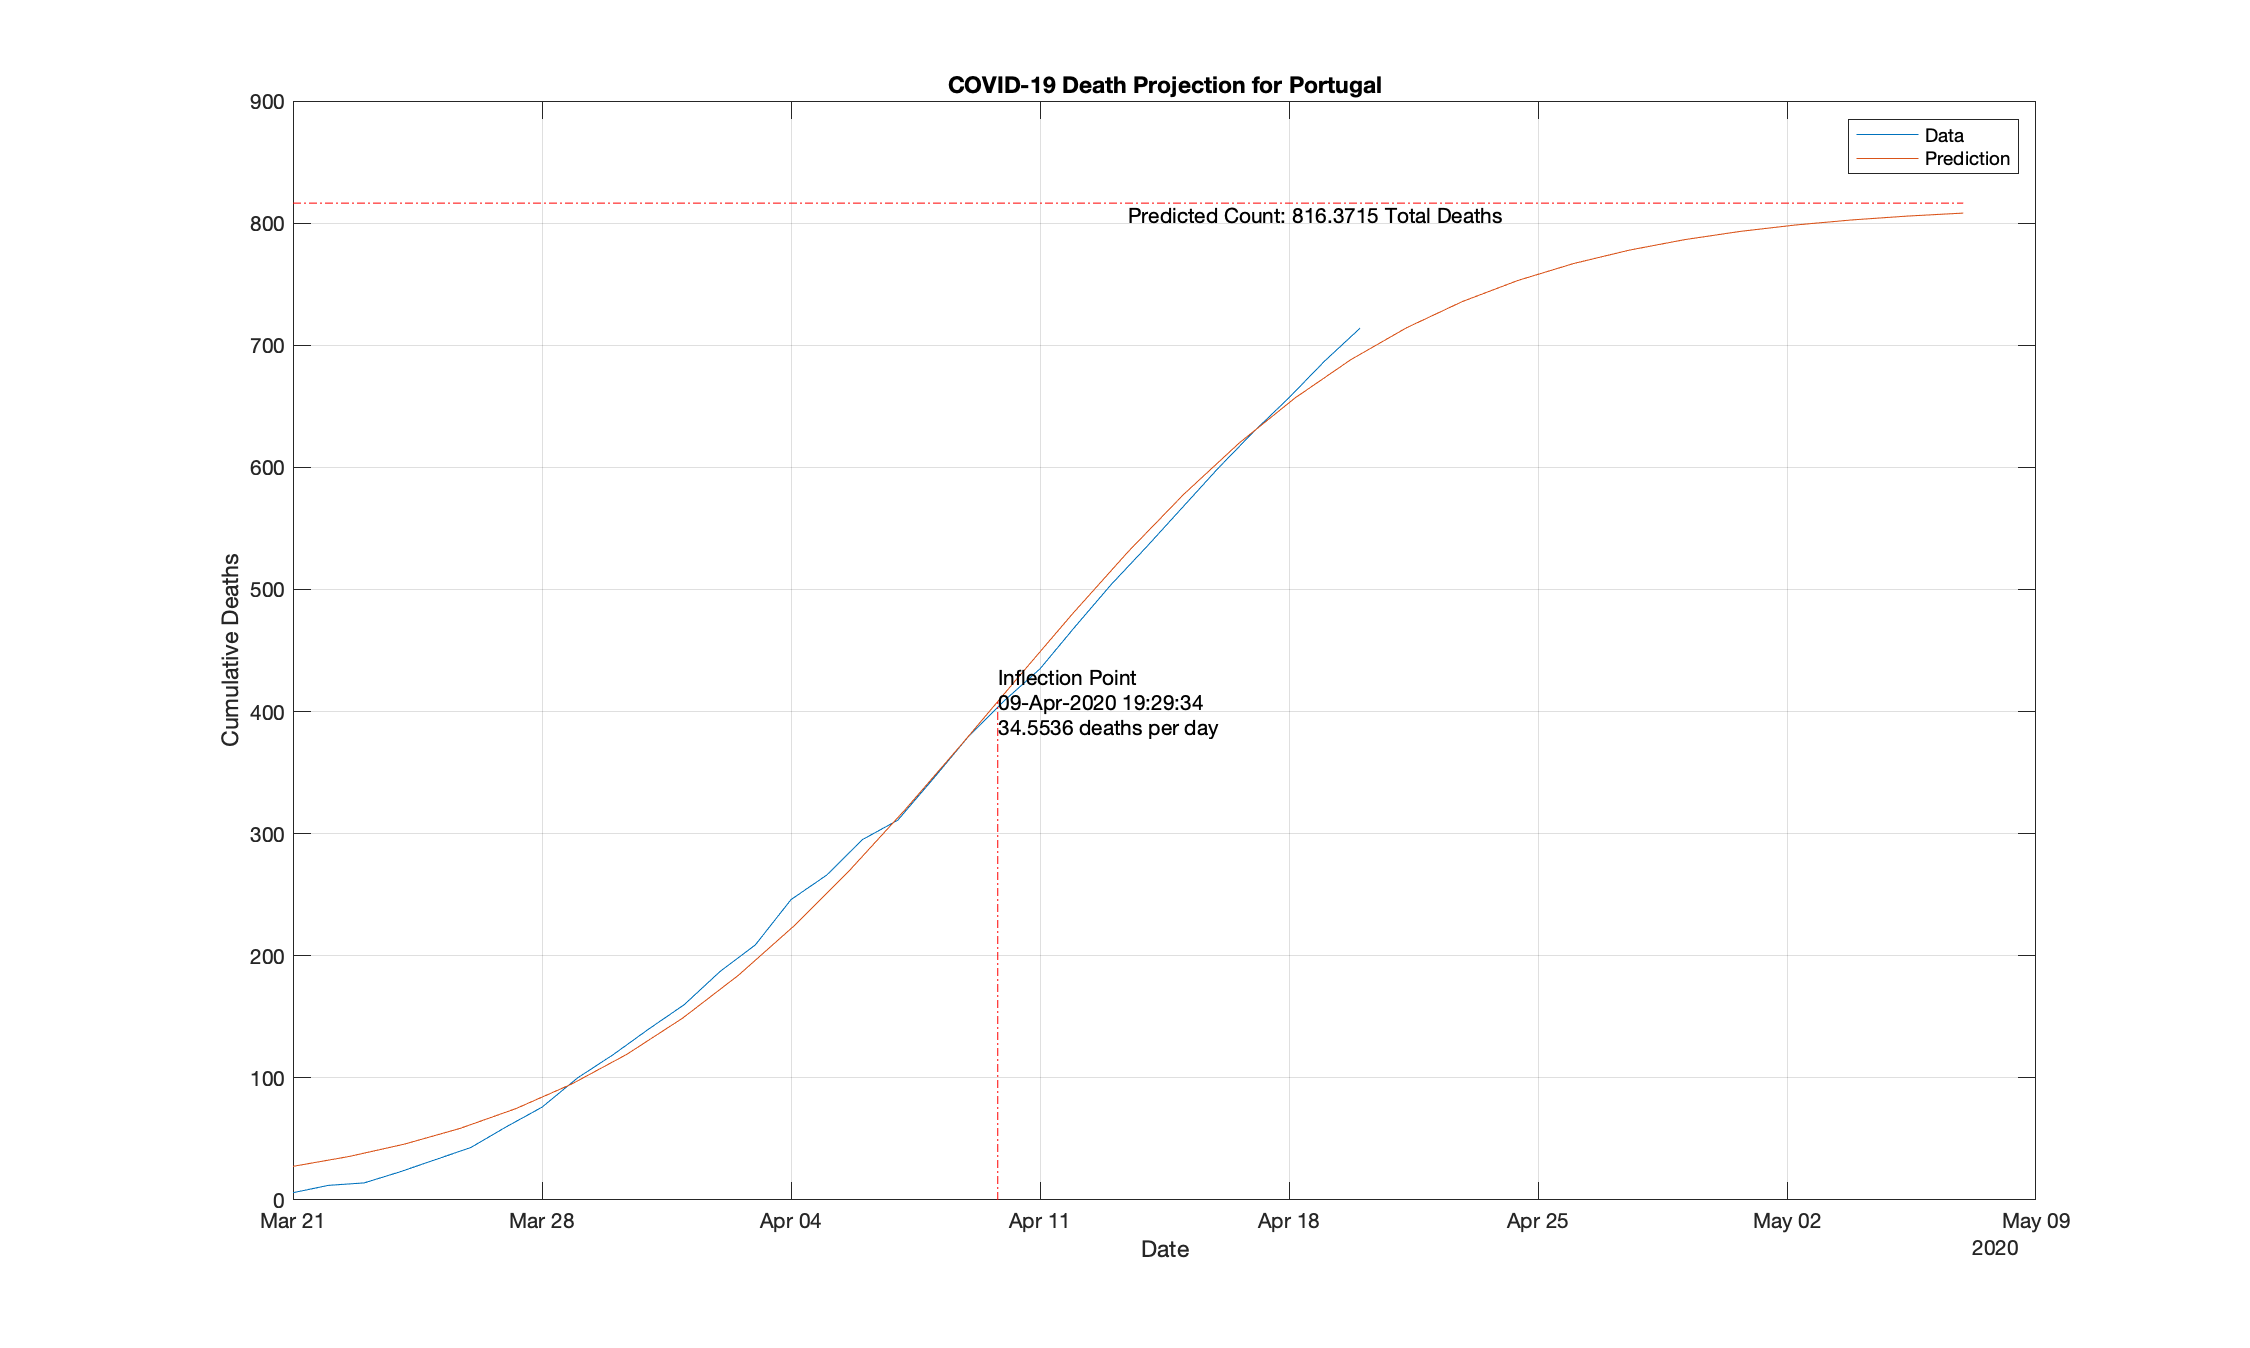 COVID-19 Death Projection for Portugal
900
800
700
600
500
400
300
200
100
0
Cumulative Deaths
Data
Prediction
Predicted Count: 816.3715 Total Deaths
Inflection Point
09-Apr-2020 19:29:34
34.5536 deaths per day
Mar 21 Mar 28 Apr 04 Apr 11 Apr 18 Apr 25 May 02 May 09
Date
2020